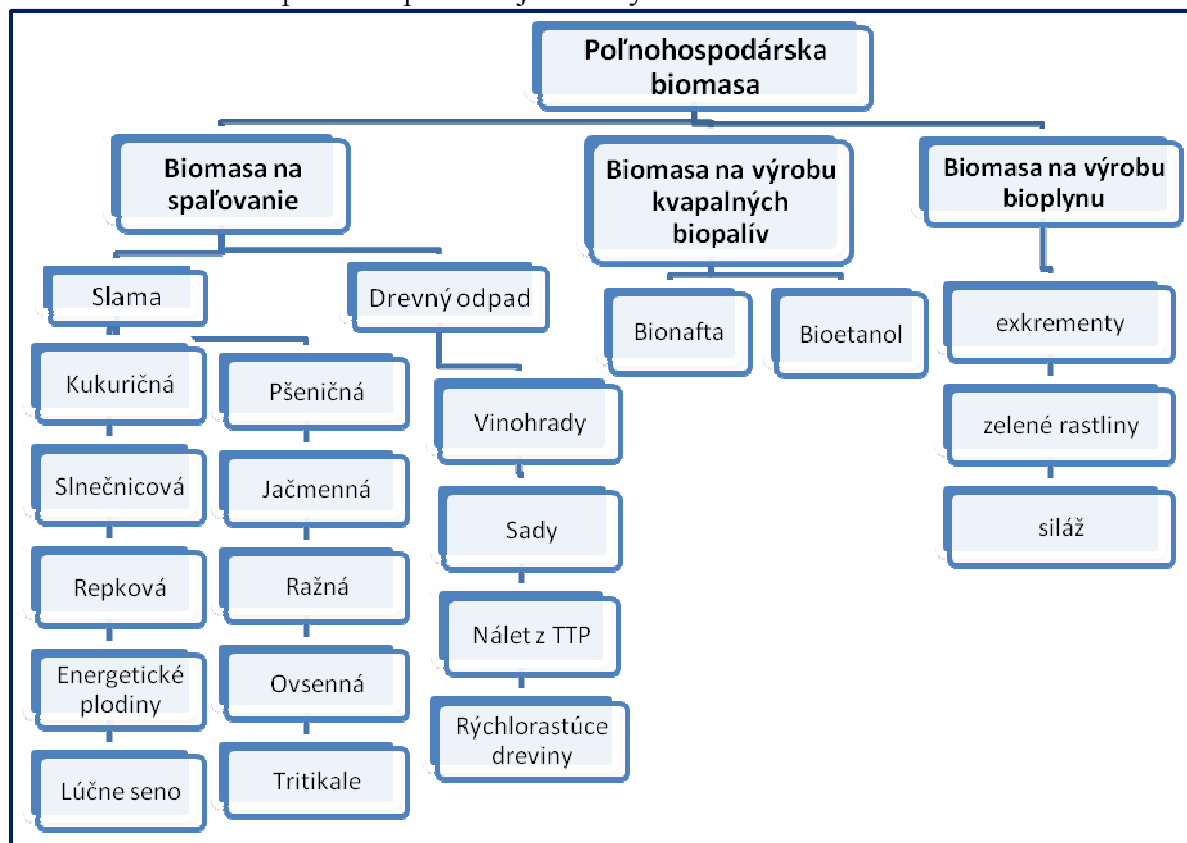 Poľnohospodárska
biomasa
Biomasa na
spaľovanie
Biomasa na výrobu
kvapalných
biopalív
Biomasa na výrobu
bioplynu
Slama
Drevný odpad
Bionafta
Bioetanol
exkrementy
zelené rastliny
siláž
Kukuričná
Slnečnicová
Repková
Energetické
plodiny
Lúčne seno
Pšeničná
Jačmenná
Ražná
Ovsenná
Tritikale
Vinohrady
Sady
Nálet z TTP
Rýchlorastúce
dreviny